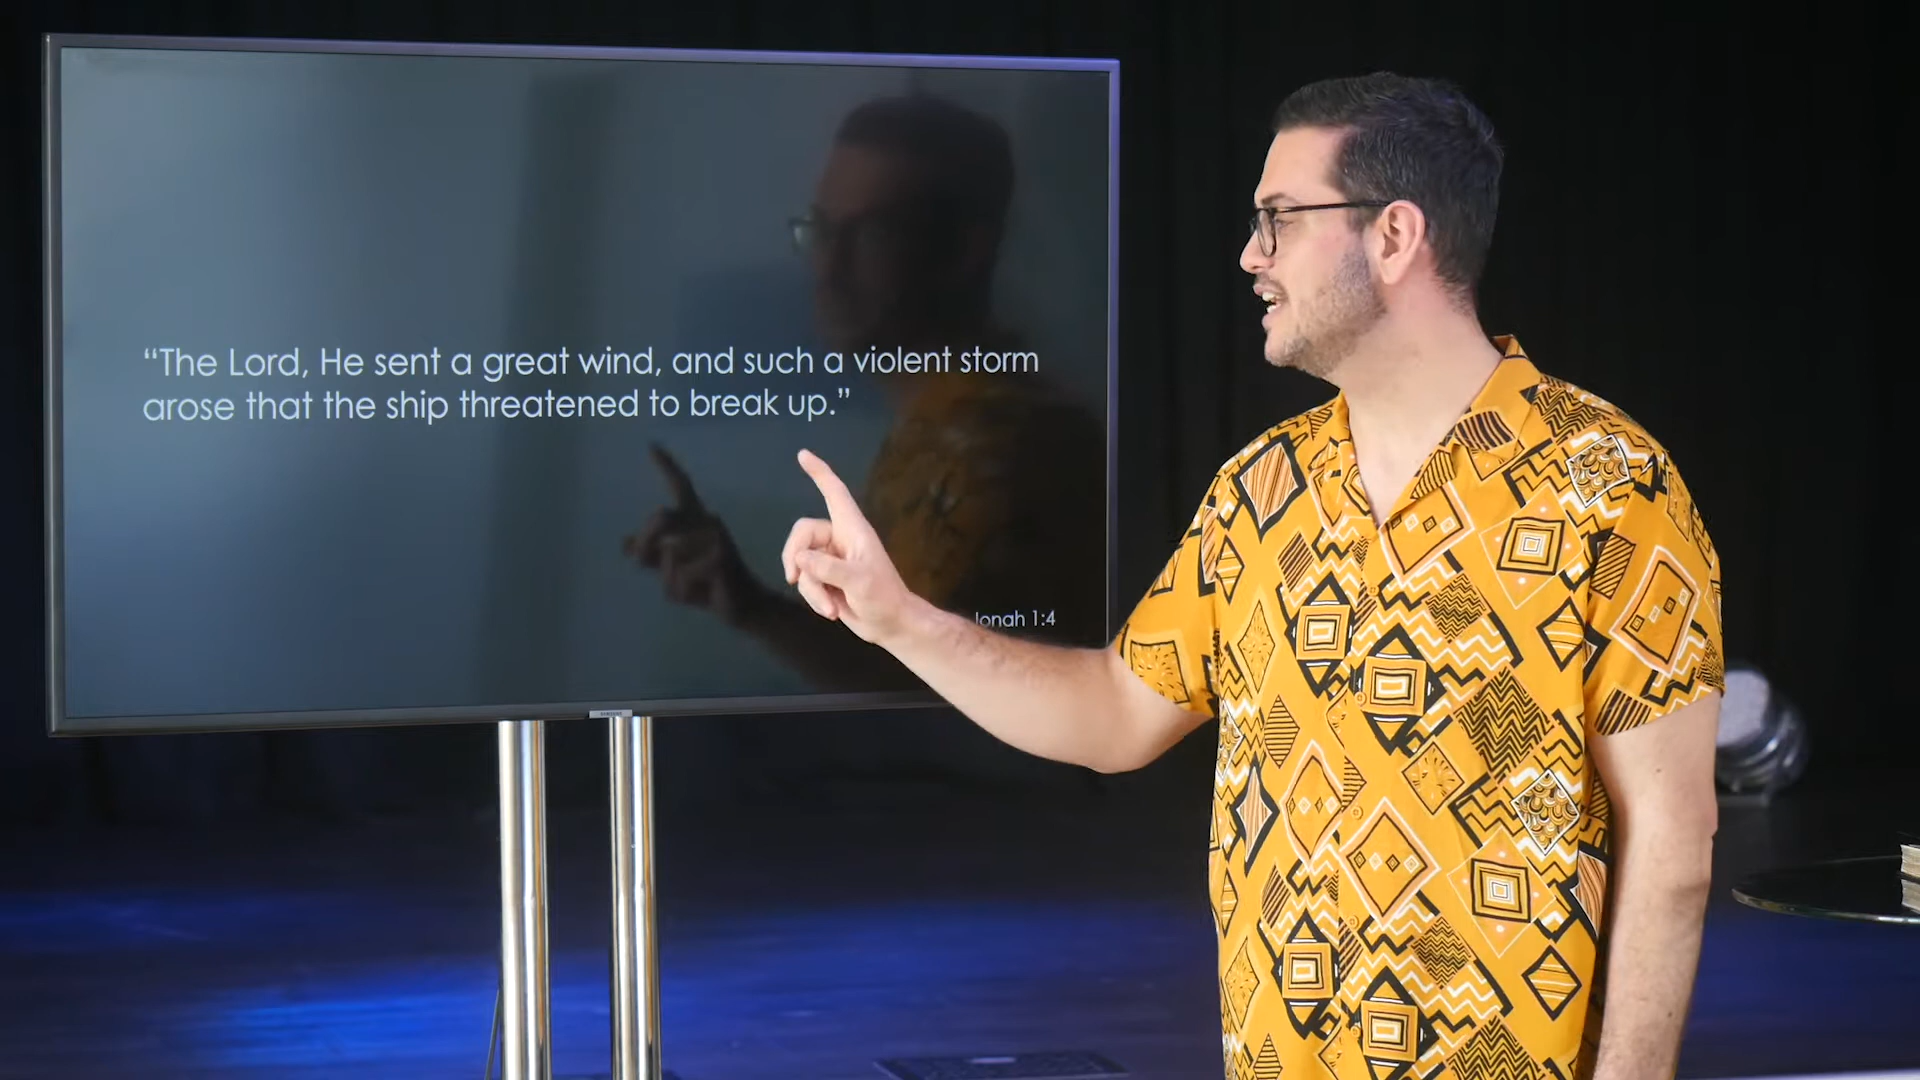 “The Lord, He sent a great wind, and such a violent storm
arose that the ship threatened to break up.”
Jonah 1:4
SAMSUNG